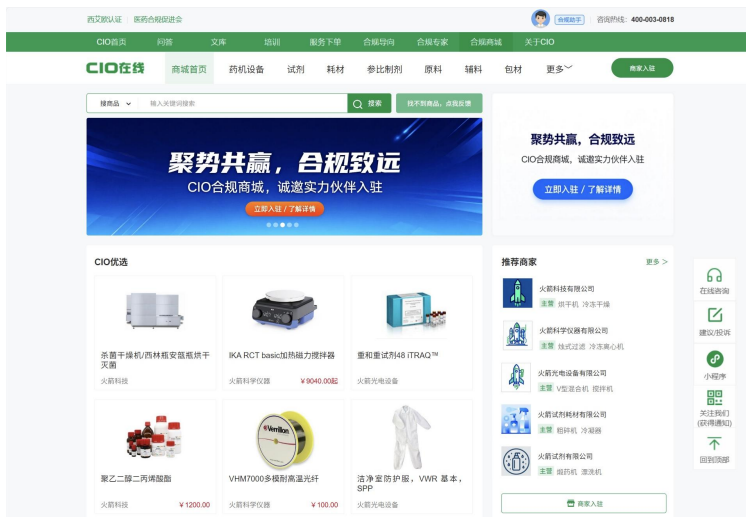 西艾欧认证 医药合规促进会
合规助手 咨询热线：400-003-0818
CIO首页 问答 文库 培训 服务下单 合规导向 合规专家 合规商城 关于CIO
CIO在线 商城首页 药机设备 试剂 耗材 参比制剂 原料 辅料 包材 更多 商家入驻
搜商品 输入关键词搜索 搜索 找不到商品，点我反馈
聚势共赢，合规致远
CIO合规商城，诚邀实力伙伴入驻
立即入驻 / 了解详情
聚势共赢，合规致远
CIO合规商城，诚邀实力伙伴入驻
立即入驻 / 了解详情
CIO优选
杀菌干燥机/西林瓶安瓿瓶烘干
灭菌
火箭科技
IKA RCT basic加热磁力搅拌器
火箭科学仪器 ￥9040.00起
重和重试剂48 iTRAQ™
火箭光电设备
聚乙二醇二丙烯酸酯
火箭科技 ￥1200.00
Verrillon
VHM7000多模耐高温光纤
火箭科学仪器 ￥100.00
洁净室防护服，VWR 基本，
SPP
火箭光电设备
推荐商家 更多 >
火箭科技有限公司
主营 烘干机 冷冻干燥
火箭科学仪器有限公司
主营 线式过滤 冷冻离心机
火箭光电设备有限公司
主营 V型混合机 搅拌机
火箭试剂耗材有限公司
主营 粉碎机 冷凝器
火箭试剂有限公司
主营 煅药机 漂洗机
商家入驻
在线咨询
建议/投诉
小程序
关注我们
(获得通知)
回到顶部